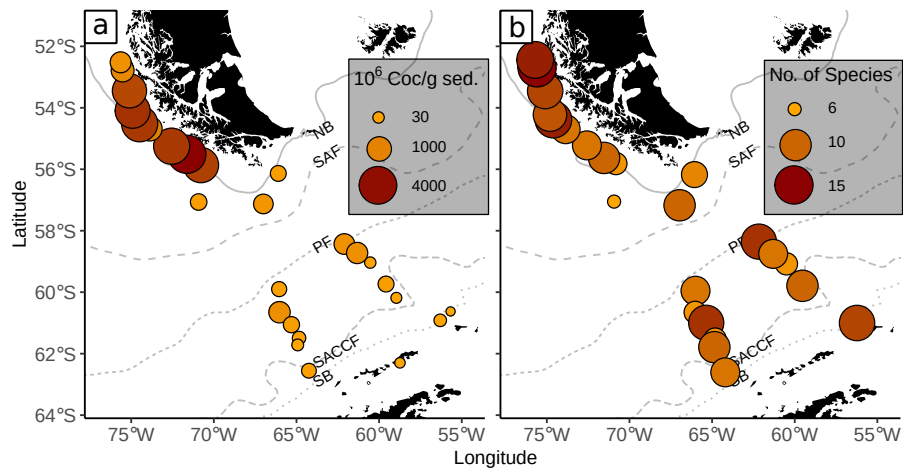 a
b
52°S
54°S
56°S
58°S
60°S
62°S
64°S
Latitude
10⁶ Coc/g sed.
30
1000
4000
NB
SAF
PF
SACCF
SB
75°W
70°W
65°W
60°W
55°W
No. of Species
6
10
15
NB
SAF
PF
SACCF
SB
75°W
70°W
65°W
60°W
55°W
Longitude